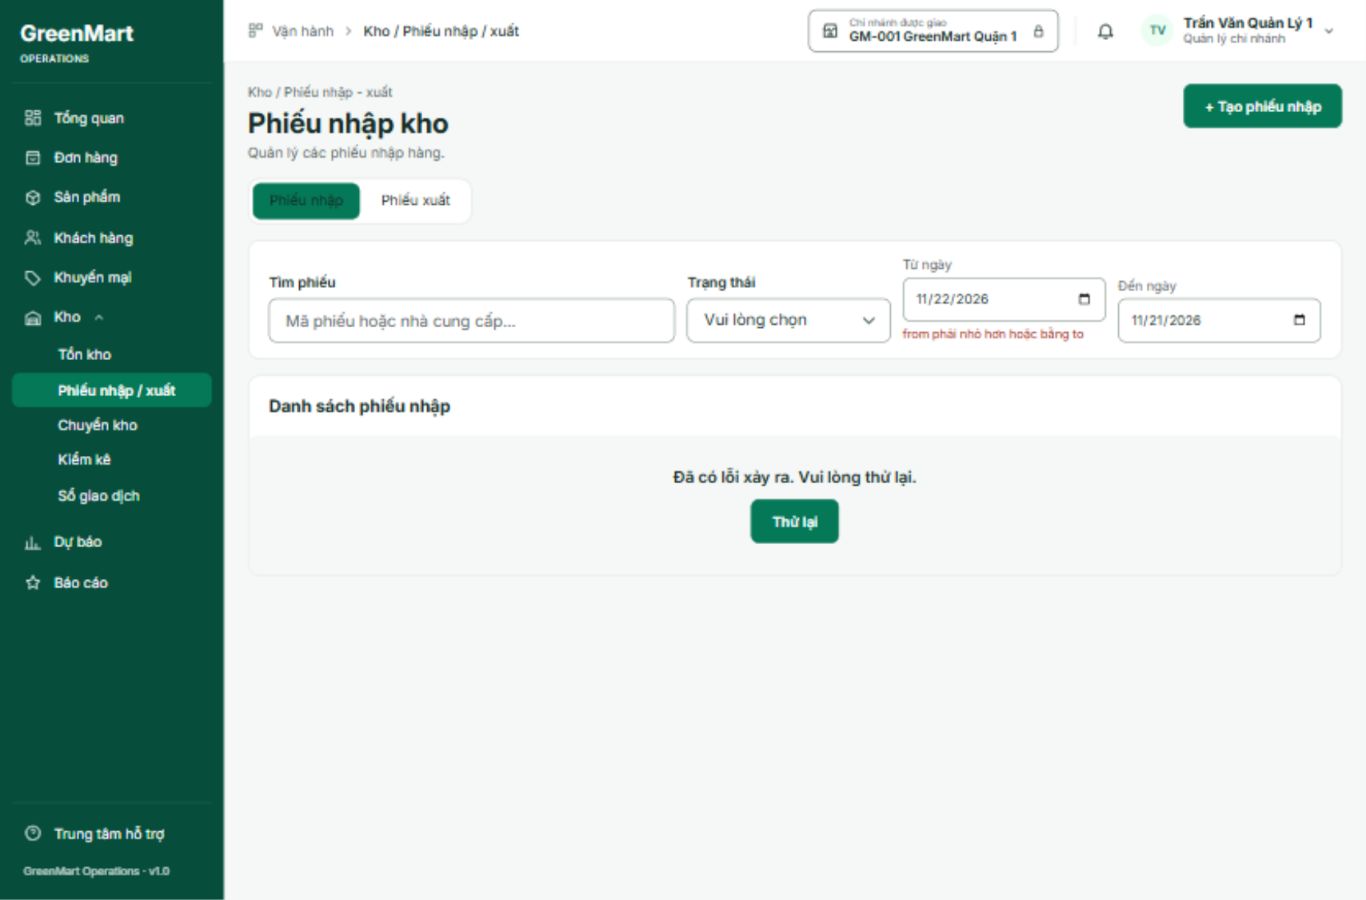 GreenMart
OPERATIONS
Tổng quan
Đơn hàng
Sản phẩm
Khách hàng
Khuyến mại
Kho
Tồn kho
Phiếu nhập / xuất
Chuyển kho
Kiểm kê
Sổ giao dịch
Dự báo
Báo cáo
Trung tâm hỗ trợ
GreenMart Operations - v1.0
Vận hành > Kho / Phiếu nhập / xuất
Chi nhánh được giao
GM-001 GreenMart Quận 1
TV
Trần Văn Quản Lý 1
Quản lý chi nhánh
Kho / Phiếu nhập - xuất
Phiếu nhập kho
Quản lý các phiếu nhập hàng.
+ Tạo phiếu nhập
Phiếu nhập
Phiếu xuất
Tìm phiếu
Mã phiếu hoặc nhà cung cấp...
Trạng thái
Vui lòng chọn
Từ ngày
11/22/2026
from phải nhỏ hơn hoặc bằng to
Đến ngày
11/21/2026
Danh sách phiếu nhập
Đã có lỗi xảy ra. Vui lòng thử lại.
Thử lại